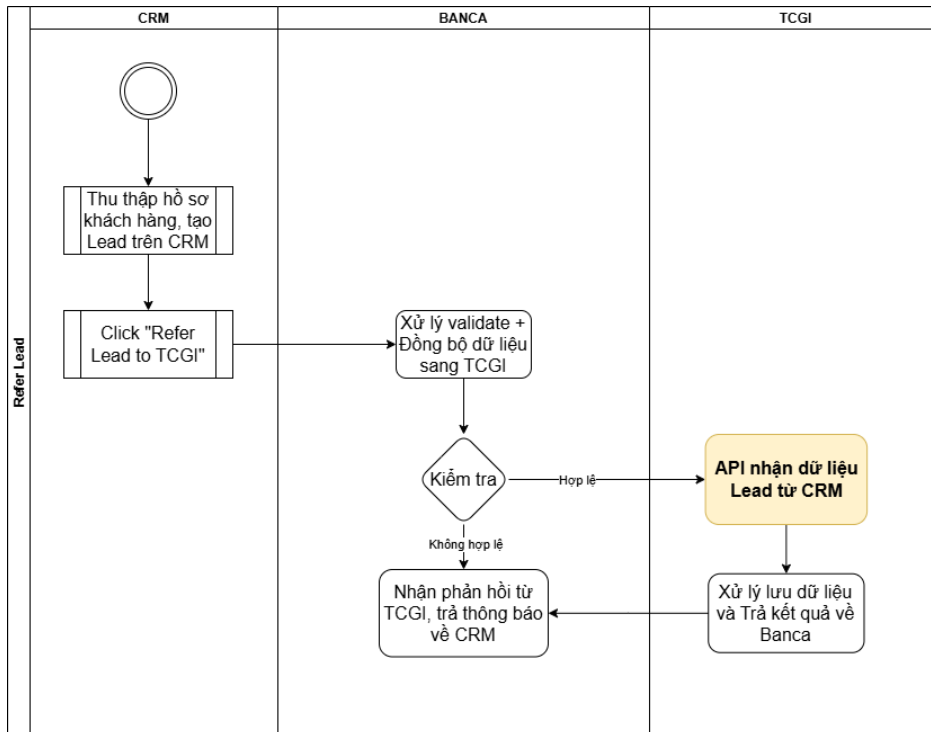 CRM
BANCA
TCGI
Refer Lead
Thu thập hồ sơ
khách hàng, tạo
Lead trên CRM
Click "Refer
Lead to TCGI"
Xử lý validate +
Đồng bộ dữ liệu
sang TCGI
Kiểm tra
Hợp lệ
API nhận dữ liệu
Lead từ CRM
Không hợp lệ
Nhận phản hồi từ
TCGI, trả thông báo
về CRM
Xử lý lưu dữ liệu
và Trả kết quả về
Banca